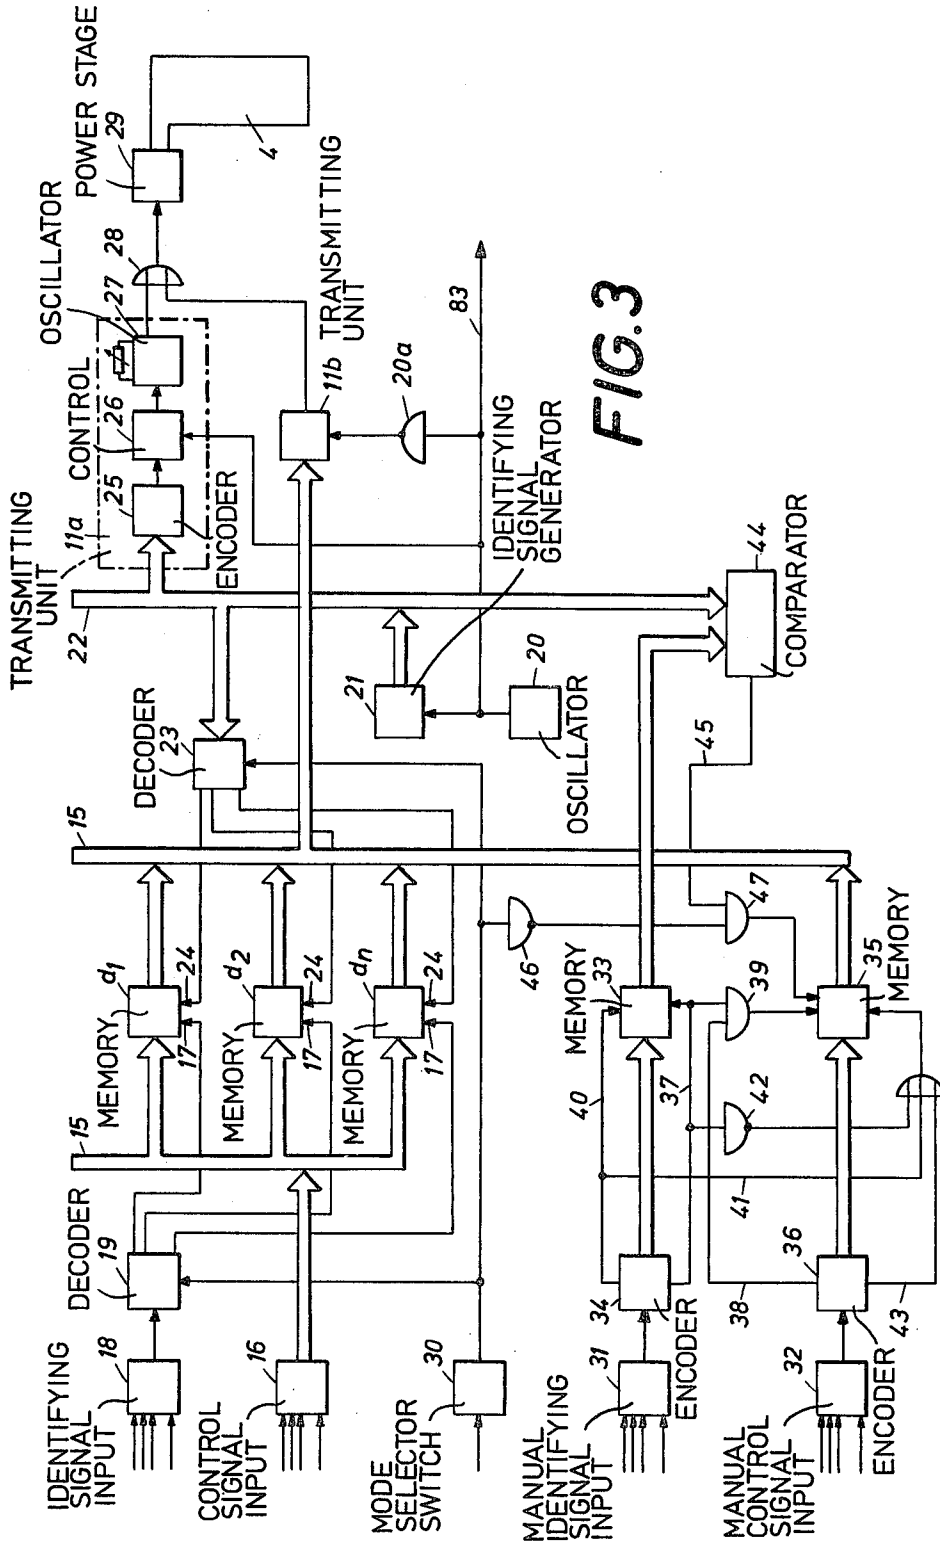 IDENTIFYING
SIGNAL
INPUT
18
DECODER
19
15
MEMORY
d1
17
24
15
DECODER
23
22
TRANSMITTING
UNIT
11a
25
ENCODER
CONTROL
26
OSCILLATOR
27
28
POWER STAGE
29
4
CONTROL
SIGNAL
INPUT
16
MEMORY
d2
17
24
11b
TRANSMITTING
UNIT
MEMORY
dn
17
24
21
IDENTIFYING
SIGNAL
GENERATOR
20a
MODE
SELECTOR
SWITCH
30
20
OSCILLATOR
83
46
MANUAL
IDENTIFYING
SIGNAL
INPUT
31
34
ENCODER
40
MEMORY
33
37
45
41
42
39
47
44
COMPARATOR
MANUAL
CONTROL
SIGNAL
INPUT
32
36
ENCODER
38
43
35
MEMORY
FIG.3